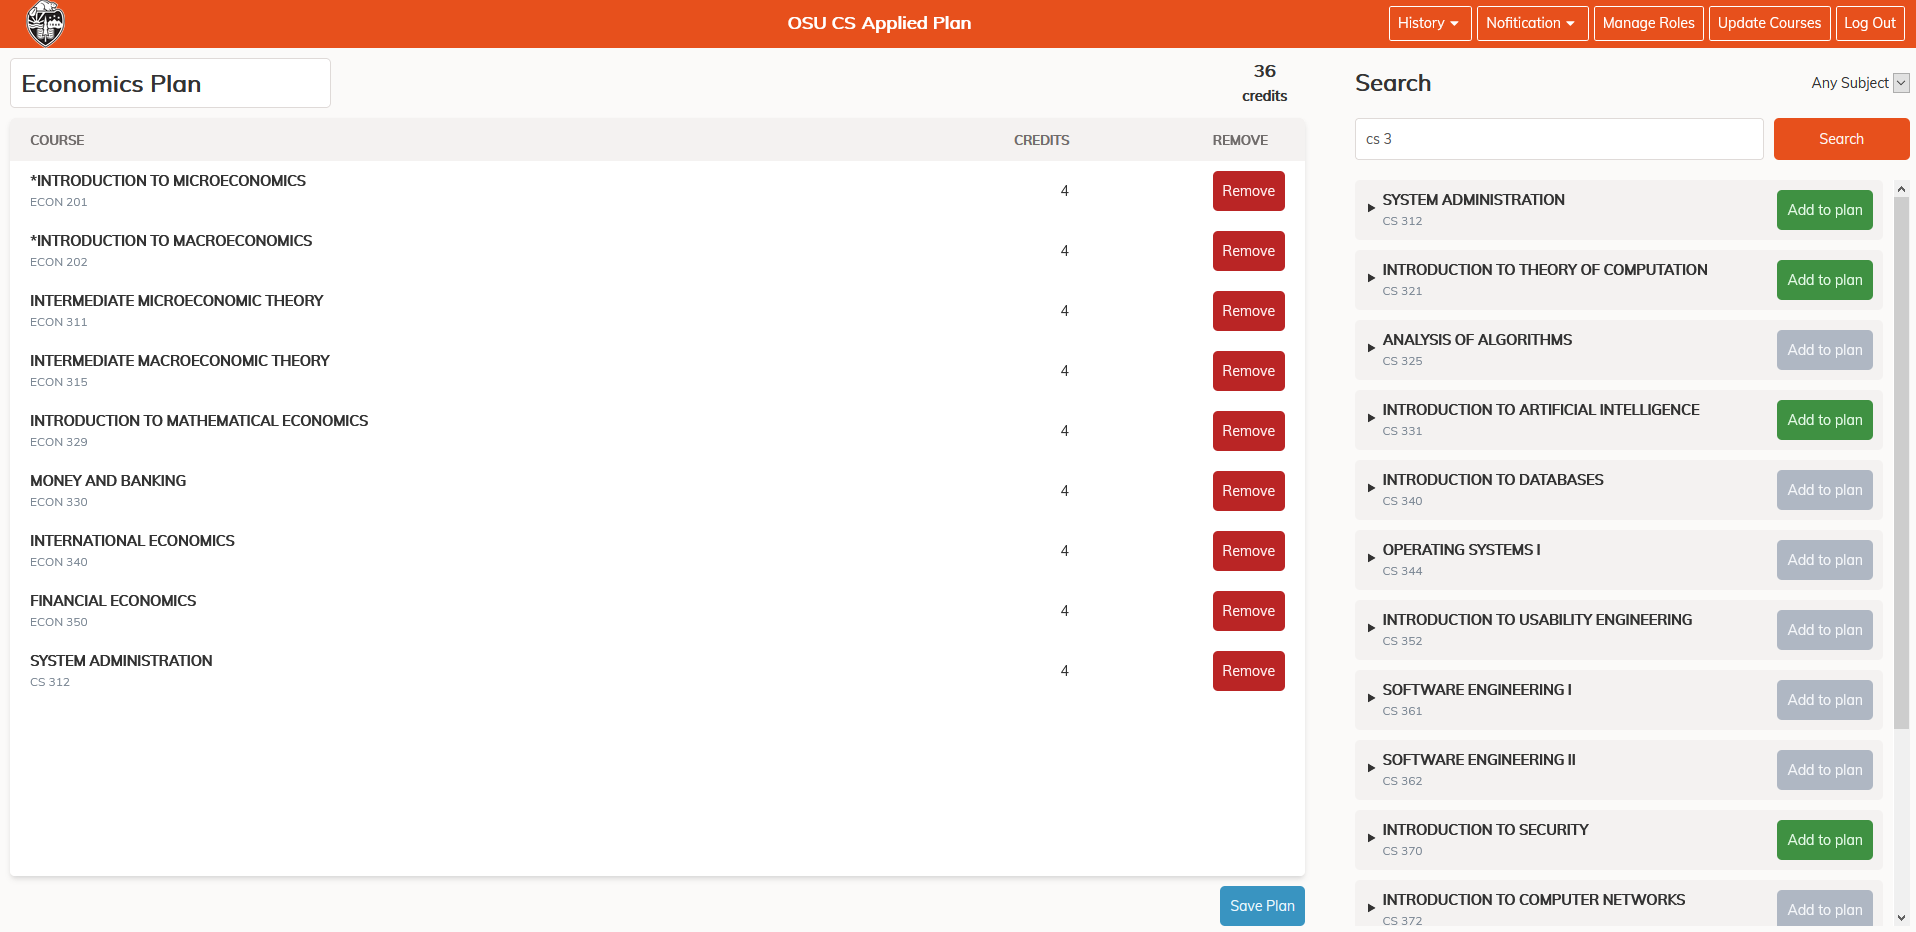 OSU CS Applied Plan
History
Nofitication
Manage Roles
Update Courses
Log Out
Economics Plan
36
credits
COURSE
CREDITS
REMOVE
*INTRODUCTION TO MICROECONOMICS
ECON 201
4
Remove
*INTRODUCTION TO MACROECONOMICS
ECON 202
4
Remove
INTERMEDIATE MICROECONOMIC THEORY
ECON 311
4
Remove
INTERMEDIATE MACROECONOMIC THEORY
ECON 315
4
Remove
INTRODUCTION TO MATHEMATICAL ECONOMICS
ECON 329
4
Remove
MONEY AND BANKING
ECON 330
4
Remove
INTERNATIONAL ECONOMICS
ECON 340
4
Remove
FINANCIAL ECONOMICS
ECON 350
4
Remove
SYSTEM ADMINISTRATION
CS 312
4
Remove
Save Plan
Search
Any Subject
cs 3
Search
SYSTEM ADMINISTRATION
CS 312
Add to plan
INTRODUCTION TO THEORY OF COMPUTATION
CS 321
Add to plan
ANALYSIS OF ALGORITHMS
CS 325
Add to plan
INTRODUCTION TO ARTIFICIAL INTELLIGENCE
CS 331
Add to plan
INTRODUCTION TO DATABASES
CS 340
Add to plan
OPERATING SYSTEMS I
CS 344
Add to plan
INTRODUCTION TO USABILITY ENGINEERING
CS 352
Add to plan
SOFTWARE ENGINEERING I
CS 361
Add to plan
SOFTWARE ENGINEERING II
CS 362
Add to plan
INTRODUCTION TO SECURITY
CS 370
Add to plan
INTRODUCTION TO COMPUTER NETWORKS
CS 372
Add to plan